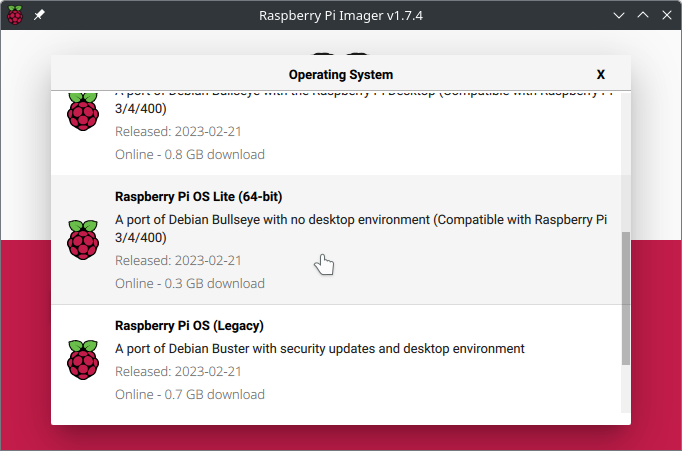 Raspberry Pi Imager v1.7.4
Operating System
X
A port of Debian Bullseye with the Raspberry Pi Desktop (Compatible with Raspberry Pi
3/4/400)
Released: 2023-02-21
Online - 0.8 GB download
Raspberry Pi OS Lite (64-bit)
A port of Debian Bullseye with no desktop environment (Compatible with Raspberry Pi
3/4/400)
Released: 2023-02-21
Online - 0.3 GB download
Raspberry Pi OS (Legacy)
A port of Debian Buster with security updates and desktop environment
Released: 2023-02-21
Online - 0.7 GB download